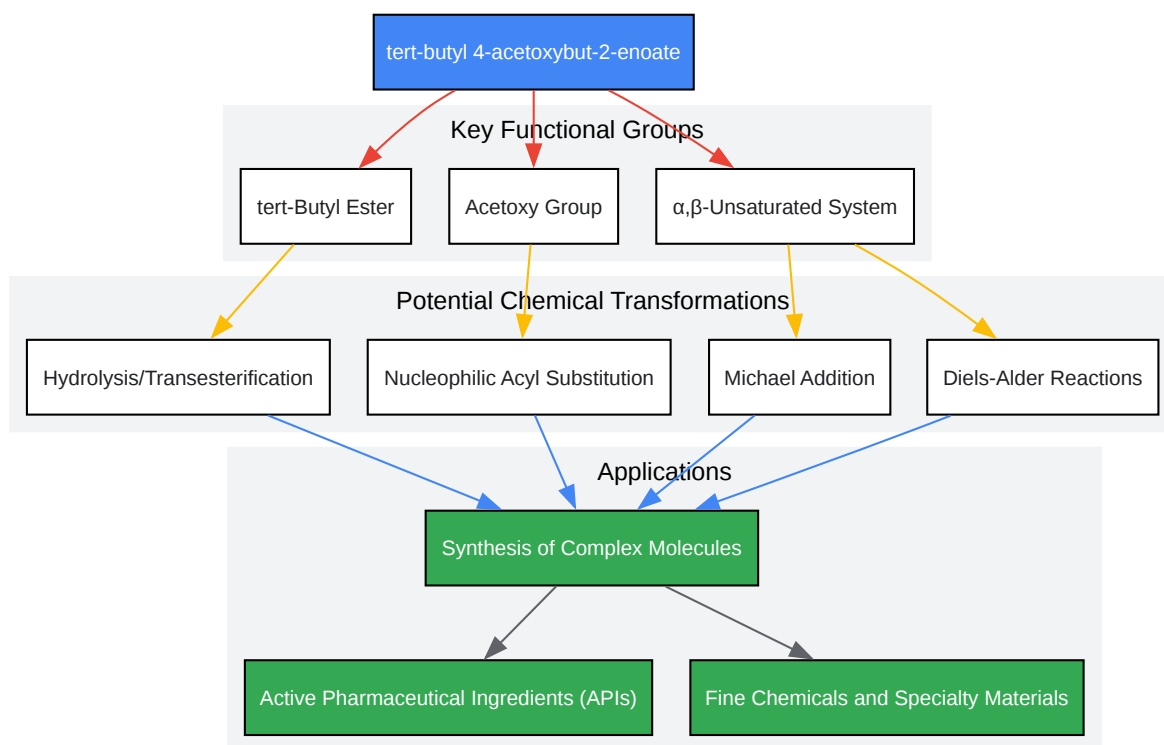 tert-butyl 4-acetoxybut-2-enoate
Key Functional Groups
tert-Butyl Ester
Acetoxy Group
α,β-Unsaturated System
Potential Chemical Transformations
Hydrolysis/Transesterification
Nucleophilic Acyl Substitution
Michael Addition
Diels-Alder Reactions
Applications
Synthesis of Complex Molecules
Active Pharmaceutical Ingredients (APIs)
Fine Chemicals and Specialty Materials